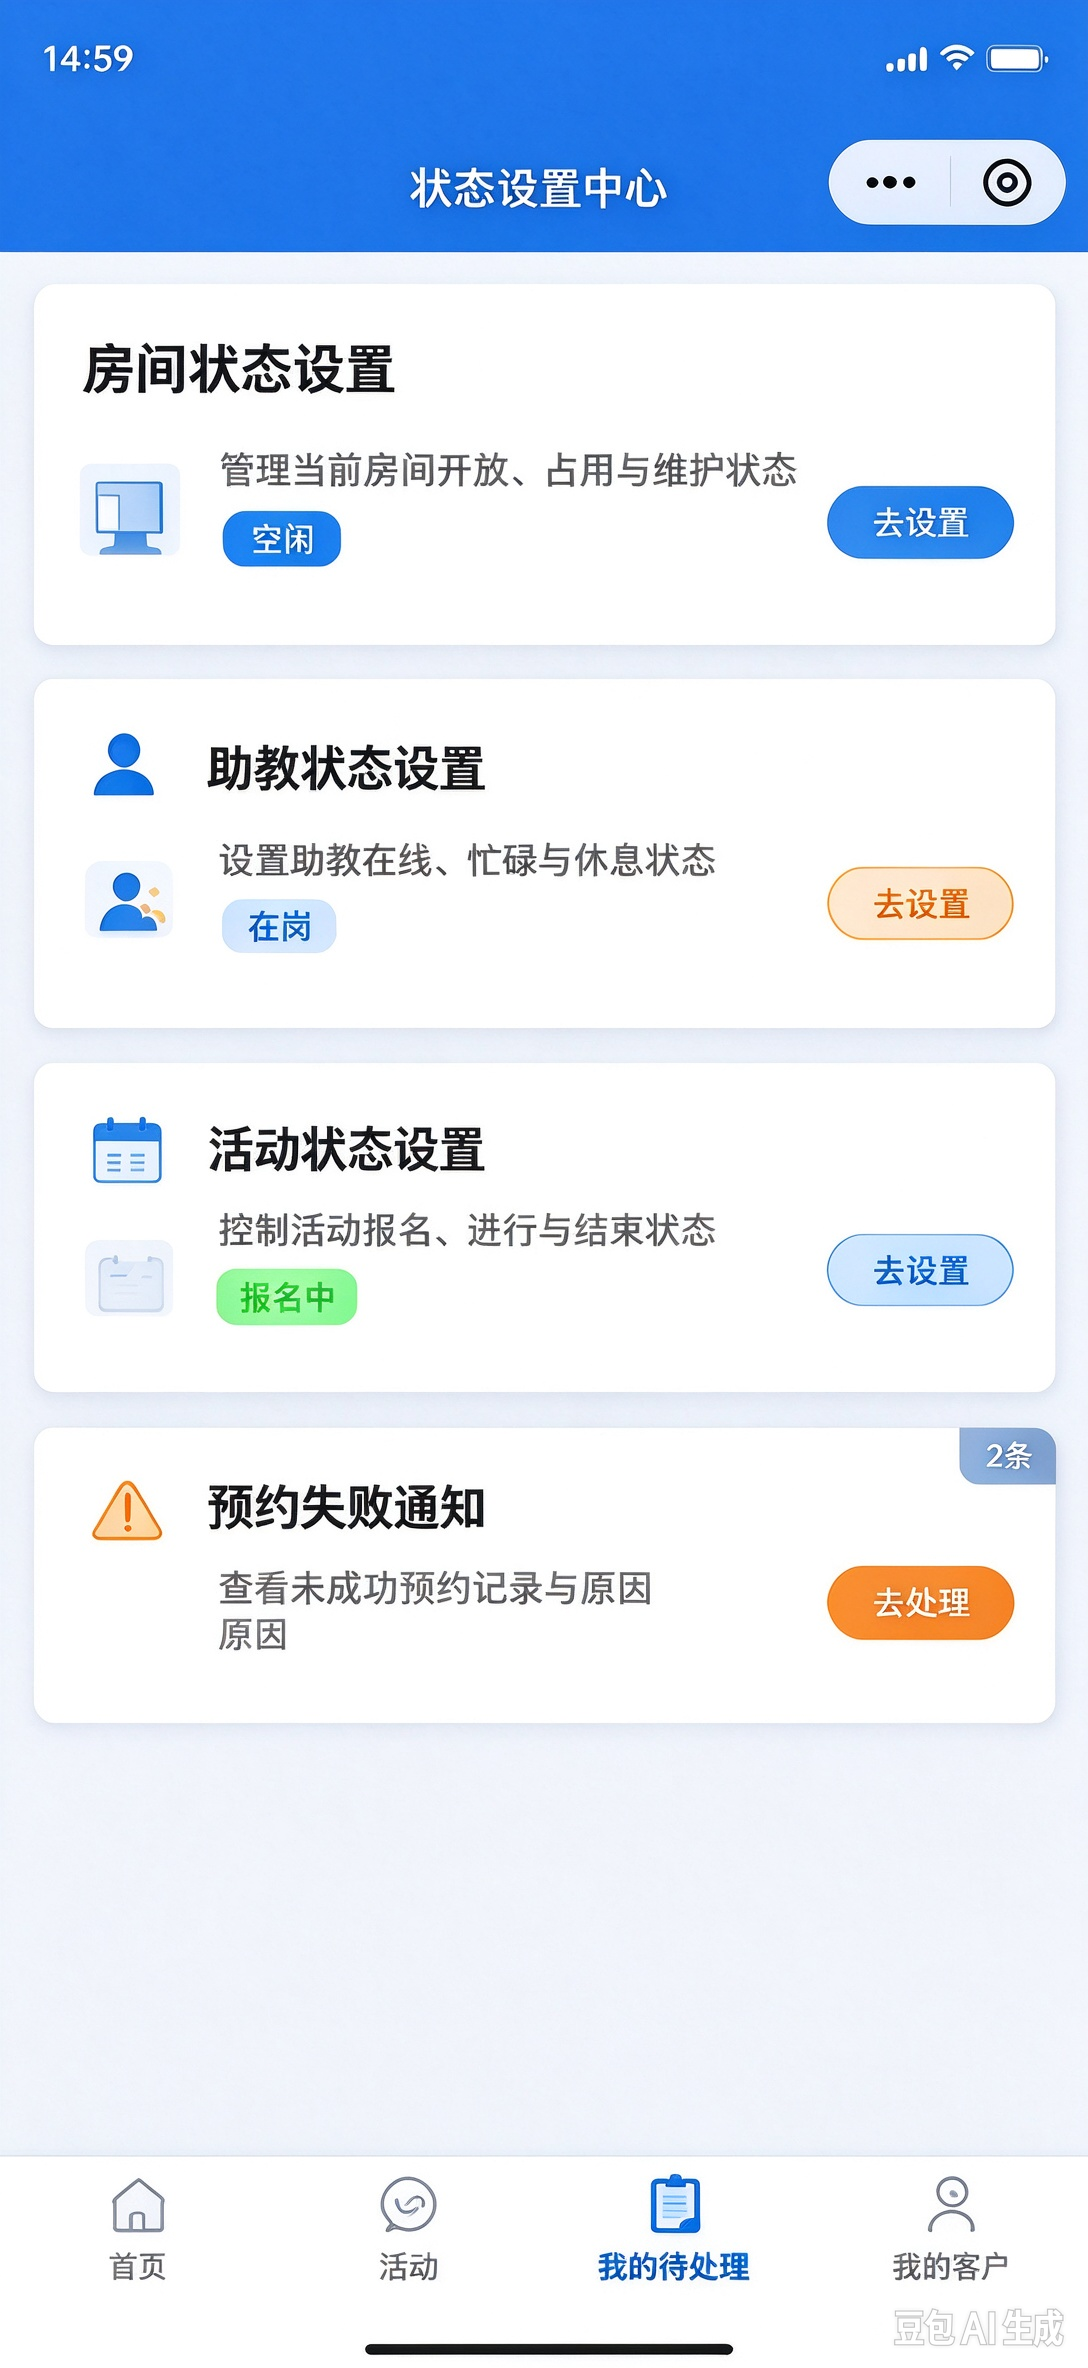 14:59
状态设置中心
房间状态设置
管理当前房间开放、占用与维护状态
空闲
去设置
助教状态设置
设置助教在线、忙碌与休息状态
在岗
去设置
活动状态设置
控制活动报名、进行与结束状态
报名中
去设置
2条
预约失败通知
查看未成功预约记录与原因
原因
去处理
首页
活动
我的待处理
我的客户
豆包AI生成